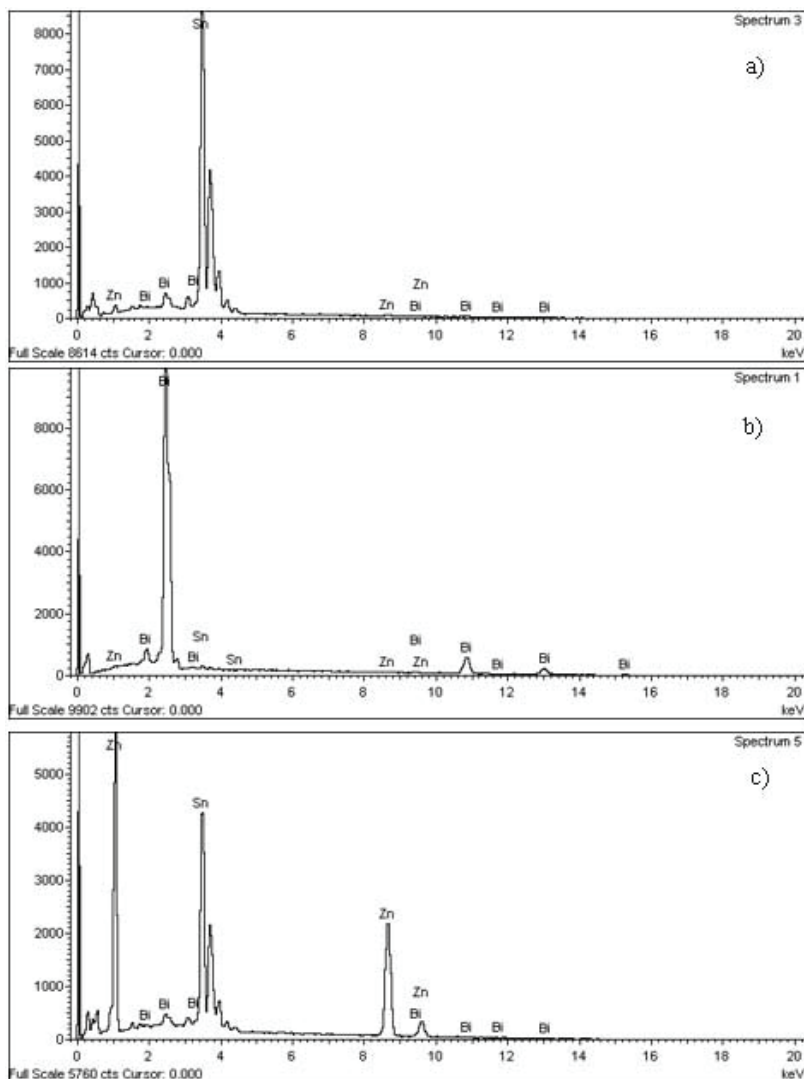 Spectrum 3
a)
8000
7000
6000
5000
4000
3000
2000
1000
0
Sn
Zn Bi Bi Bi Zn
Zn Bi Bi Bi Bi
0 2 4 6 8 10 12 14 16 18 20
Full Scale 8614 cts Cursor: 0.000 keV
Spectrum 1
b)
8000
6000
4000
2000
0
Bi
Zn Bi Bi Sn Sn
Bi
Zn Zn Bi Bi Bi Bi
0 2 4 6 8 10 12 14 16 18 20
Full Scale 9902 cts Cursor: 0.000 keV
Spectrum 5
c)
5000
4000
3000
2000
1000
0
Zn
Sn
Zn
Zn
Bi Bi Bi Bi Bi Bi Bi
0 2 4 6 8 10 12 14 16 18 20
Full Scale 5760 cts Cursor: 0.000 keV